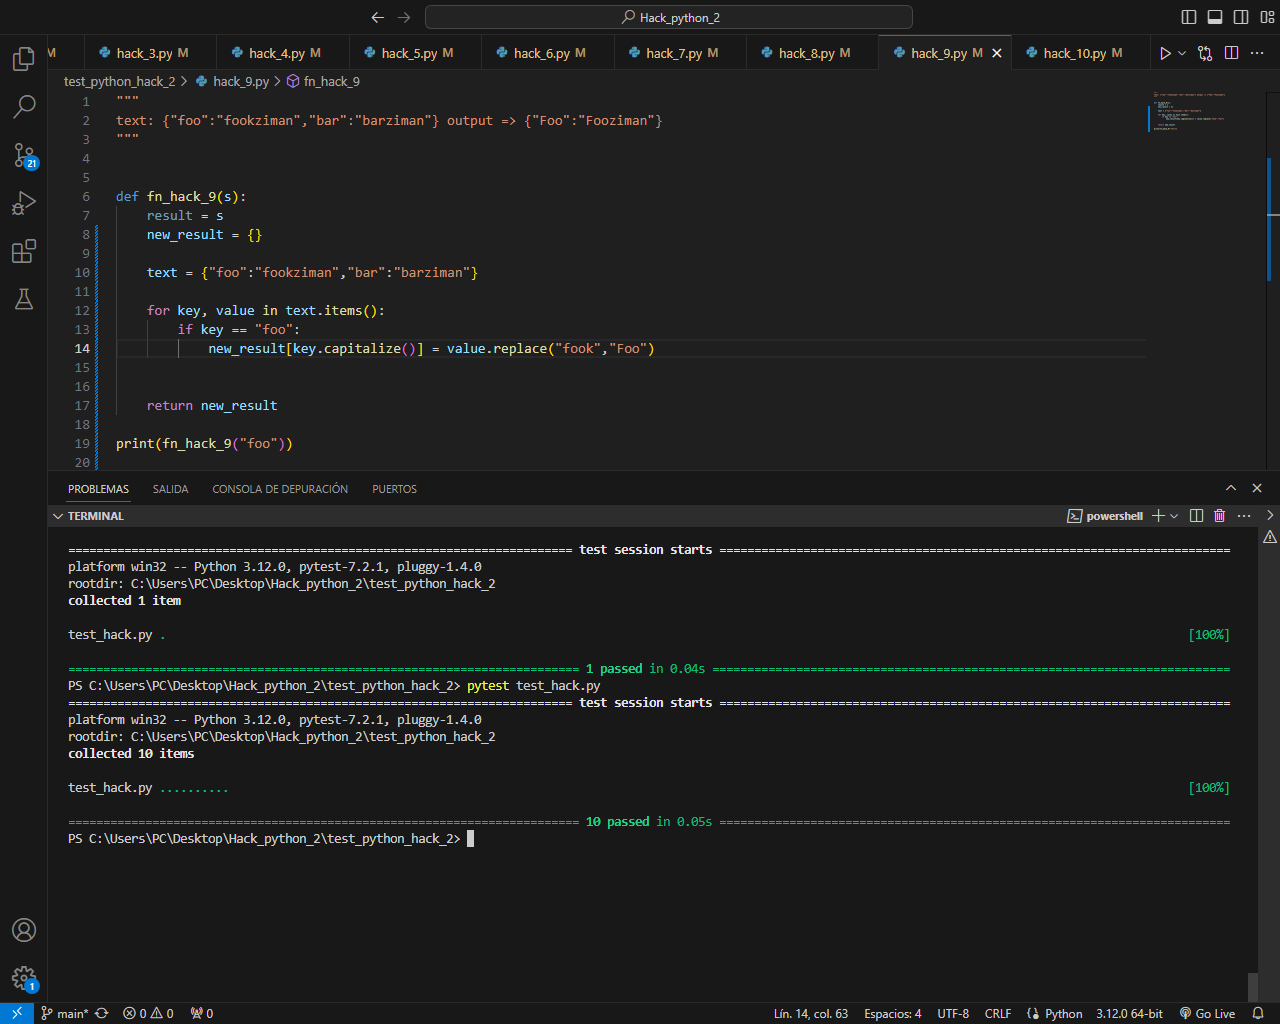 Hack_python_2
M hack_3.py M hack_4.py M hack_5.py M hack_6.py M hack_7.py M hack_8.py M hack_9.py M hack_10.py M
test_python_hack_2 > hack_9.py > fn_hack_9
1 """
2 text: {"foo":"fookziman","bar":"barziman"} output => {"Foo":"Fooziman"}
3 """
4
5
6 def fn_hack_9(s):
7 result = s
8 new_result = {}
9
10 text = {"foo":"fookziman","bar":"barziman"}
11
12 for key, value in text.items():
13 if key == "foo":
14 new_result[key.capitalize()] = value.replace("fook","Foo")
15
16
17 return new_result
18
19 print(fn_hack_9("foo"))
20
21
PROBLEMAS SALIDA CONSOLA DE DEPURACIÓN PUERTOS
TERMINAL
powershell
======================================================================== test session starts =========================================================================
platform win32 -- Python 3.12.0, pytest-7.2.1, pluggy-1.4.0
rootdir: C:\Users\PC\Desktop\Hack_python_2\test_python_hack_2
collected 1 item
test_hack.py . [100%]
========================================================================= 1 passed in 0.04s ==========================================================================
PS C:\Users\PC\Desktop\Hack_python_2\test_python_hack_2> pytest test_hack.py
======================================================================== test session starts =========================================================================
platform win32 -- Python 3.12.0, pytest-7.2.1, pluggy-1.4.0
rootdir: C:\Users\PC\Desktop\Hack_python_2\test_python_hack_2
collected 10 items
test_hack.py .......... [100%]
========================================================================= 10 passed in 0.05s =========================================================================
PS C:\Users\PC\Desktop\Hack_python_2\test_python_hack_2>
1
main* 0 0 0 Lín. 14, col. 63 Espacios: 4 UTF-8 CRLF Python 3.12.0 64-bit Go Live